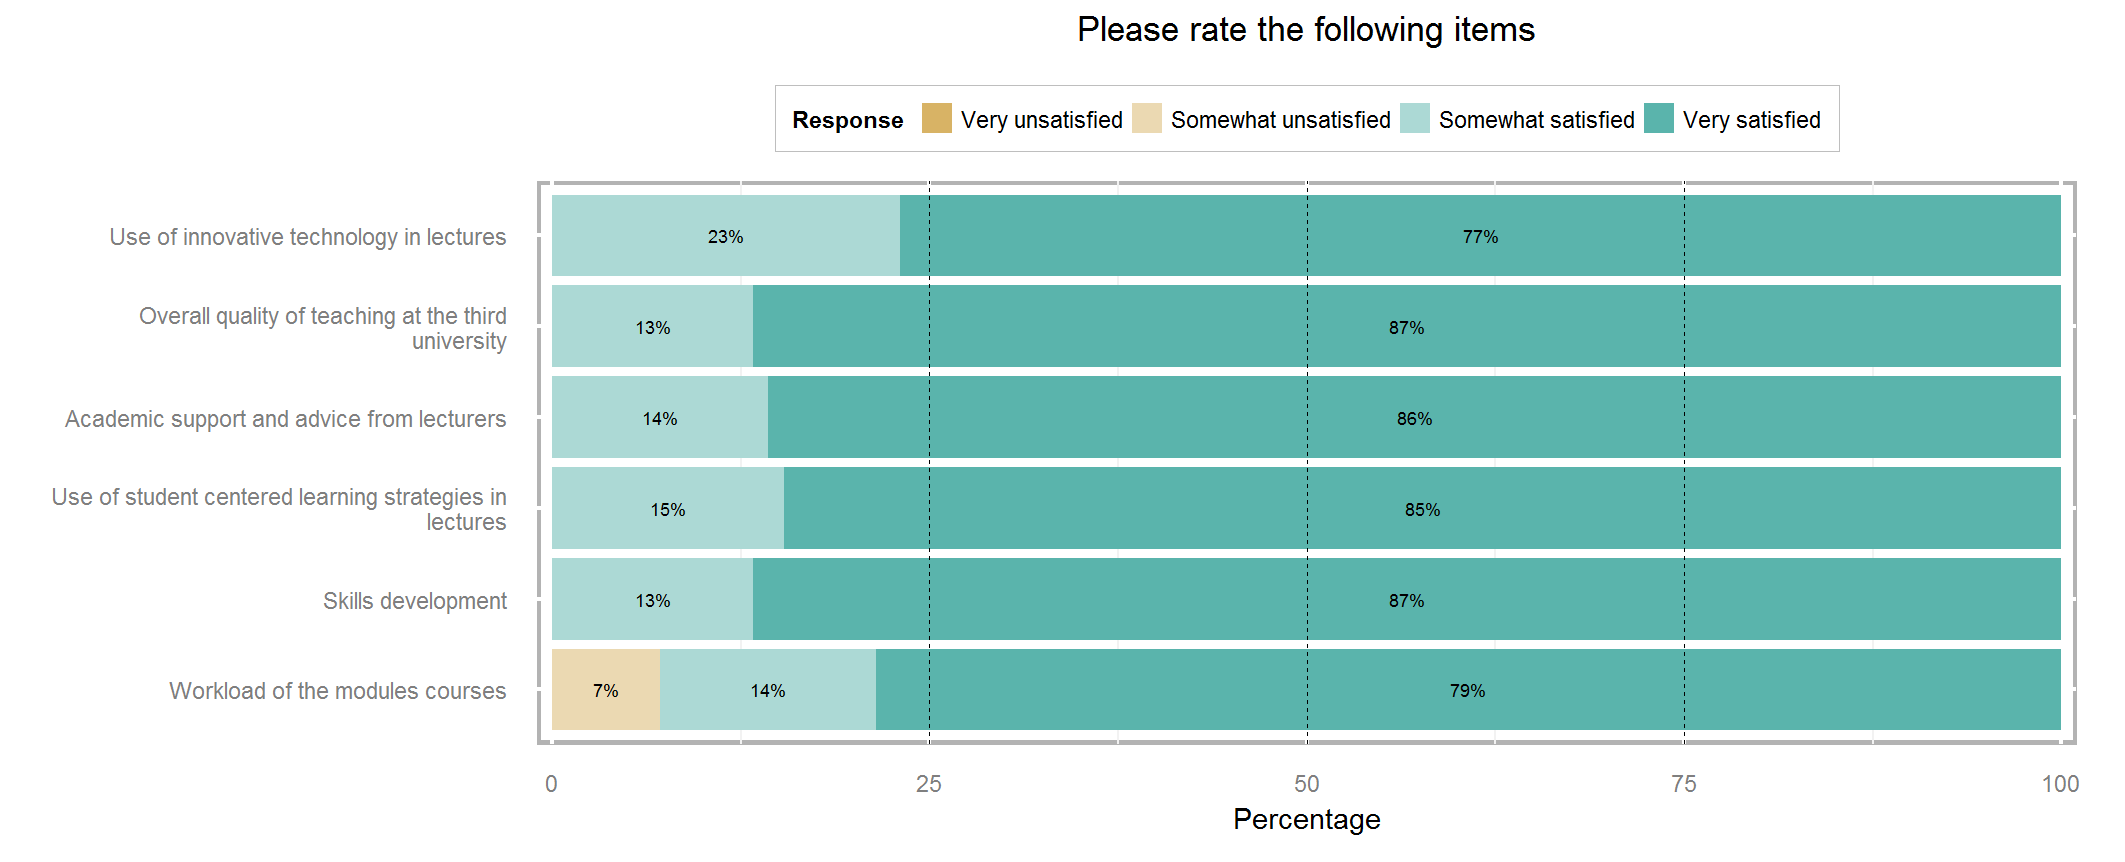 Please rate the following items
Response Very unsatisfied Somewhat unsatisfied Somewhat satisfied Very satisfied
Use of innovative technology in lectures 23% 77%
Overall quality of teaching at the third
university 13% 87%
Academic support and advice from lecturers 14% 86%
Use of student centered learning strategies in
lectures 15% 85%
Skills development 13% 87%
Workload of the modules courses 7% 14% 79%
0 25 50 75 100
Percentage